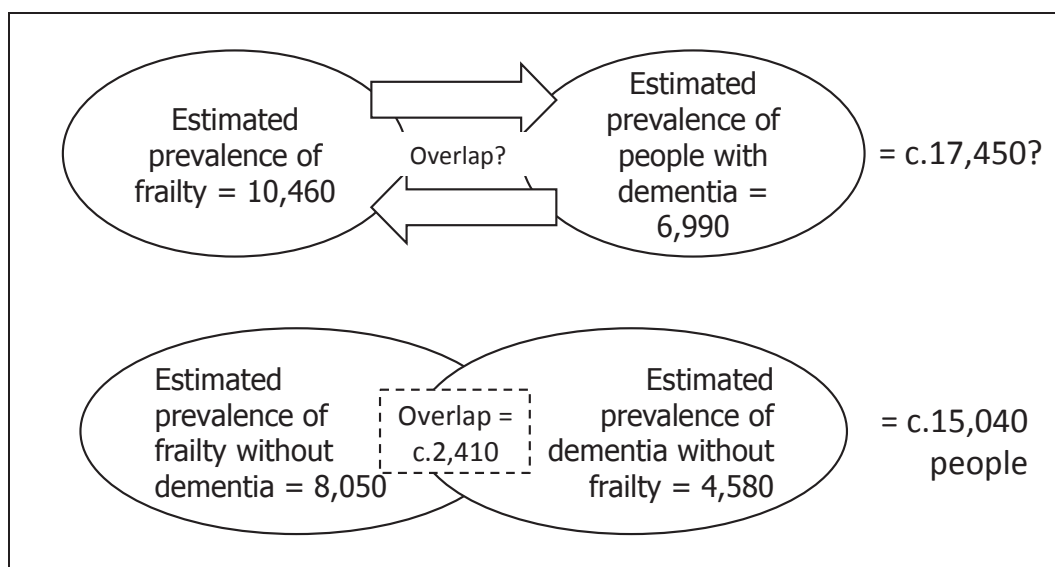 Estimated
prevalence of
frailty = 10,460
Overlap?
Estimated
prevalence of
people with
dementia =
6,990
= c.17,450?
Estimated
prevalence of
frailty without
dementia = 8,050
Overlap =
c.2,410
Estimated
prevalence of
dementia without
frailty = 4,580
= c.15,040
people